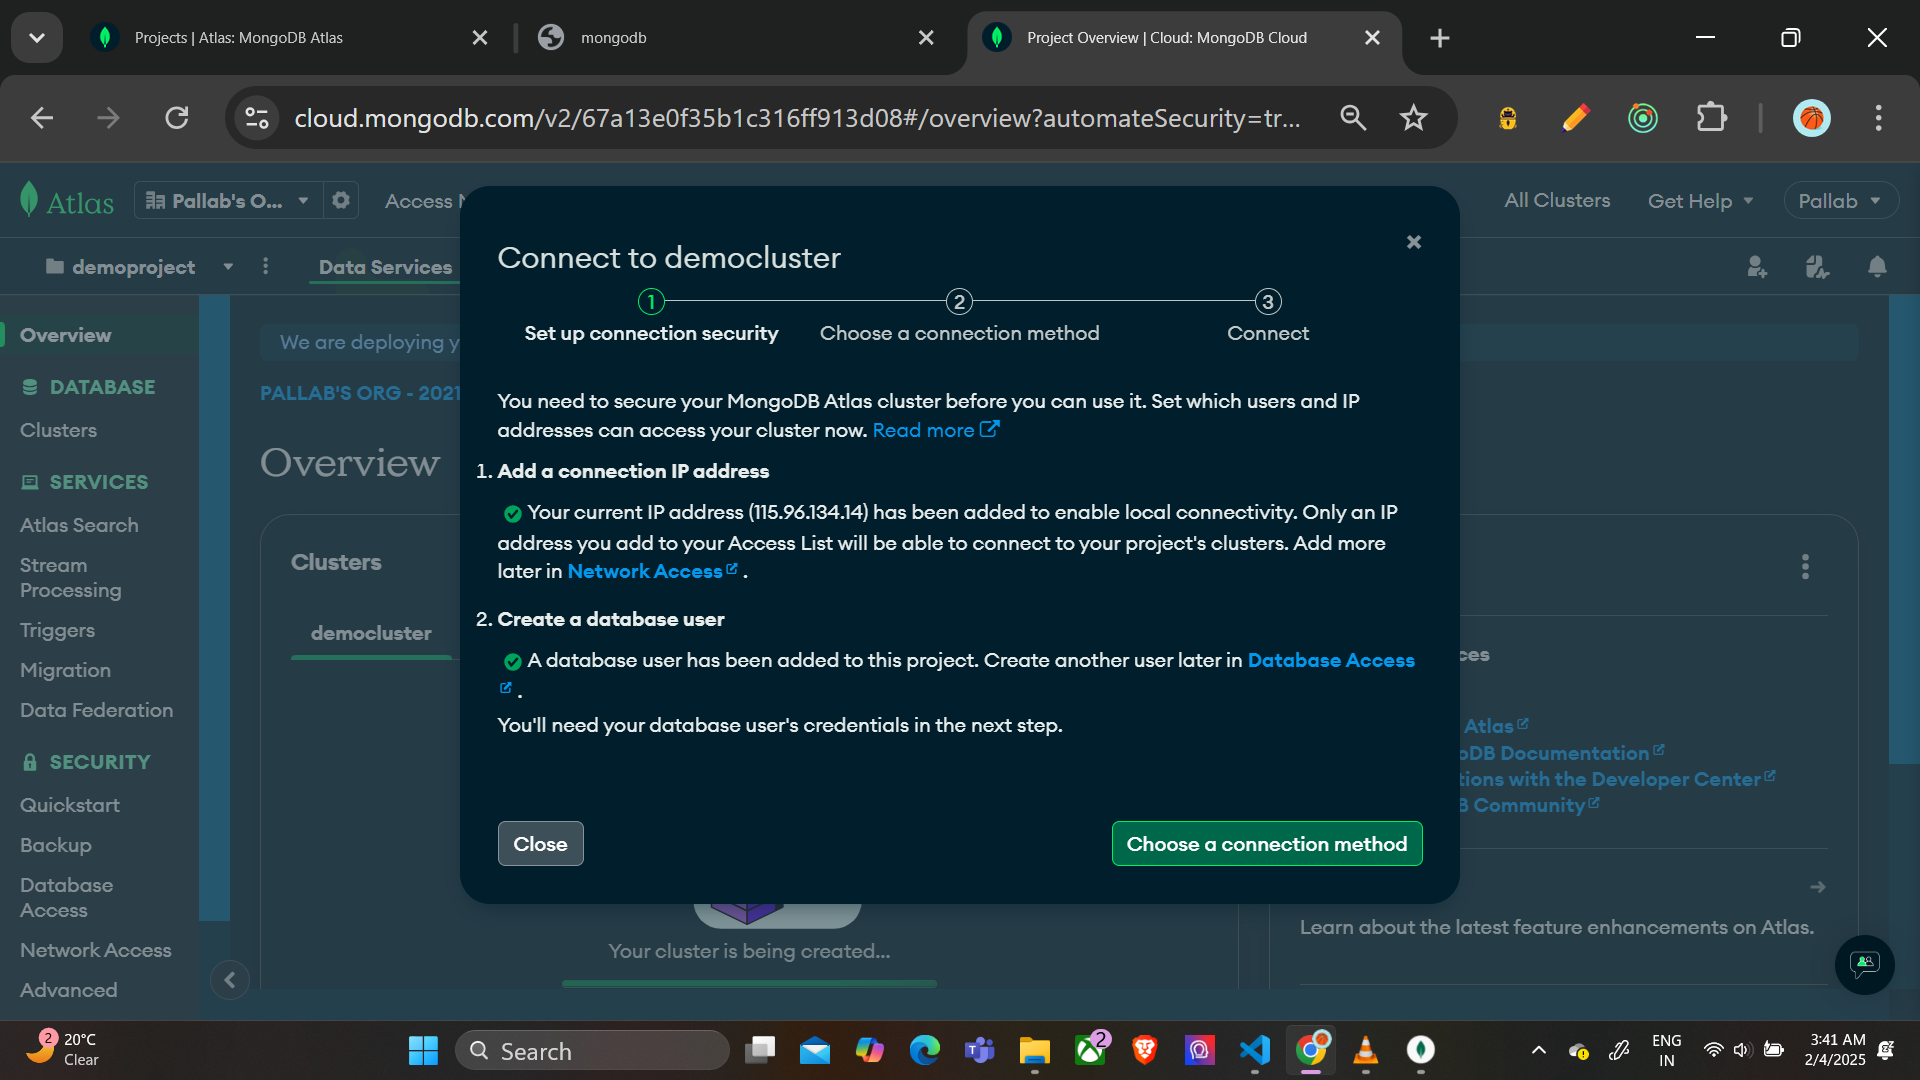 Projects | Atlas: MongoDB Atlas
mongodb
Project Overview | Cloud: MongoDB Cloud
cloud.mongodb.com/v2/67a13e0f35b1c316ff913d08#/overview?automateSecurity=tr...
Atlas
Pallab's O...
Access
All Clusters
Get Help
Pallab
demoproject
Data Services
Overview
DATABASE
Clusters
SERVICES
Atlas Search
Stream
Processing
Triggers
Migration
Data Federation
SECURITY
Quickstart
Backup
Database
Access
Network Access
Advanced
We are deploying y
PALLAB'S ORG - 2021
Overview
Clusters
democluster
Connect to democluster
1
2
3
Set up connection security
Choose a connection method
Connect
You need to secure your MongoDB Atlas cluster before you can use it. Set which users and IP
addresses can access your cluster now. Read more
1. Add a connection IP address
Your current IP address (115.96.134.14) has been added to enable local connectivity. Only an IP
address you add to your Access List will be able to connect to your project's clusters. Add more
later in Network Access .
2. Create a database user
A database user has been added to this project. Create another user later in Database Access
.
You'll need your database user's credentials in the next step.
Close
Choose a connection method
Your cluster is being created...
ces
Atlas
oDB Documentation
tions with the Developer Center
B Community
Learn about the latest feature enhancements on Atlas.
2
20°C
Clear
Search
2
ENG
IN
3:41 AM
2/4/2025